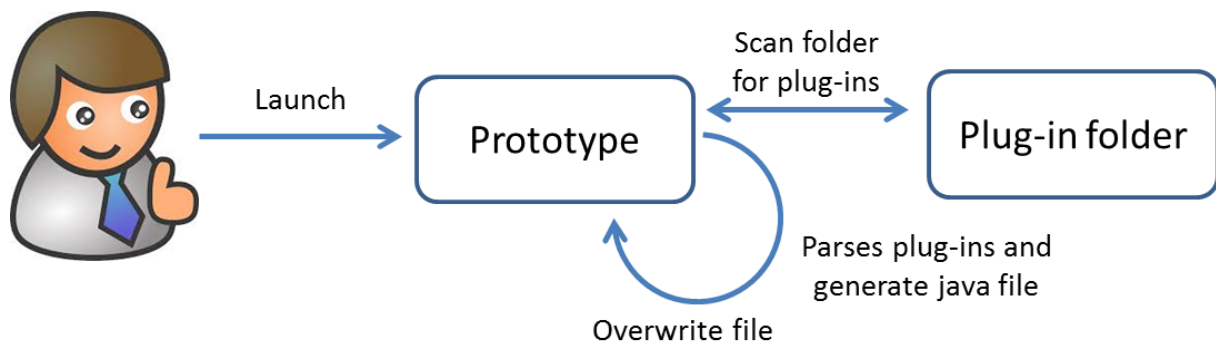 Launch
Prototype
Scan folder
for plug-ins
Plug-in folder
Parses plug-ins and
generate java file
Overwrite file